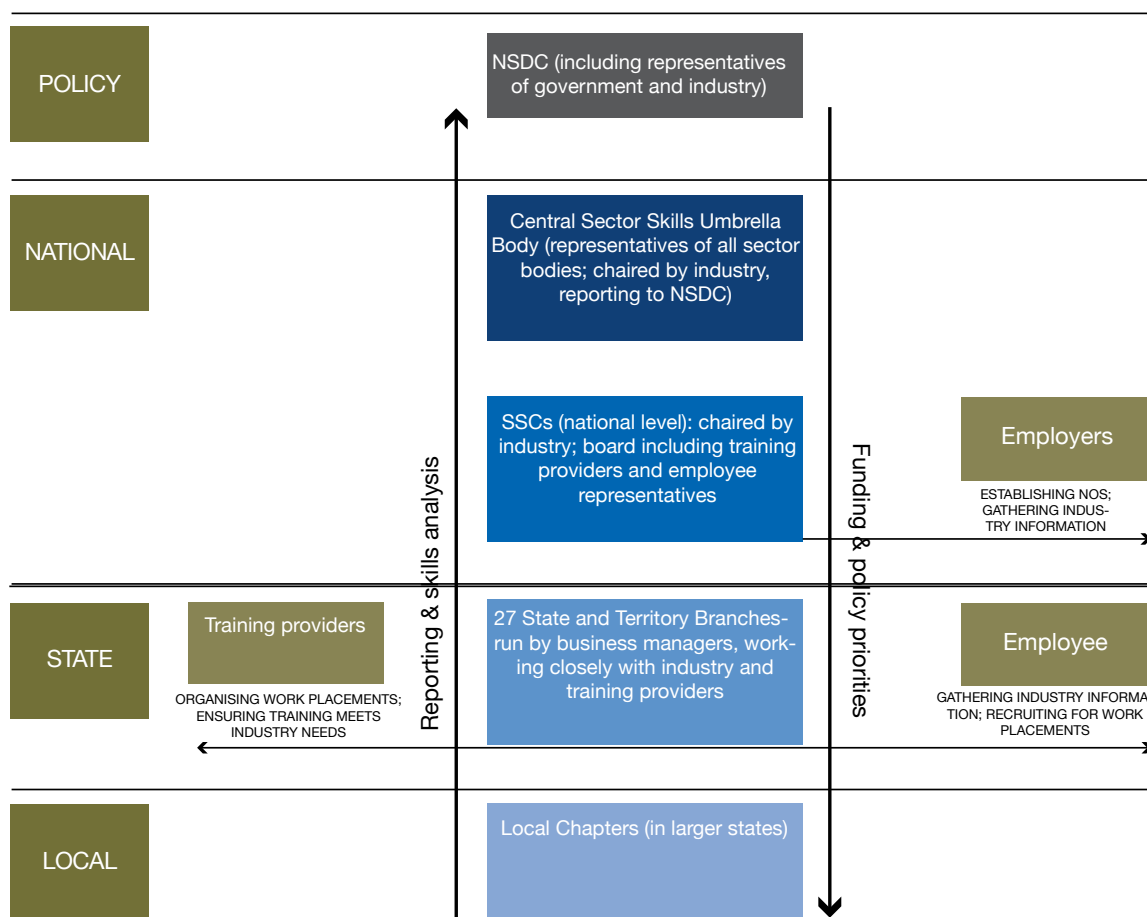 POLICY
NSDC (including representatives
of government and industry)
NATIONAL
Central Sector Skills Umbrella
Body (representatives of all sector
bodies; chaired by industry,
reporting to NSDC)
SSCs (national level): chaired by
industry; board including training
providers and employee
representatives
Employers
ESTABLISHING NOS;
GATHERING INDUS-
TRY INFORMATION
Reporting & skills analysis
Funding & policy priorities
STATE
Training providers
ORGANISING WORK PLACEMENTS;
ENSURING TRAINING MEETS
INDUSTRY NEEDS
27 State and Territory Branches-
run by business managers, work-
ing closely with industry and
training providers
Employee
GATHERING INDUSTRY INFORMA-
TION; RECRUITING FOR WORK
PLACEMENTS
LOCAL
Local Chapters (in larger states)